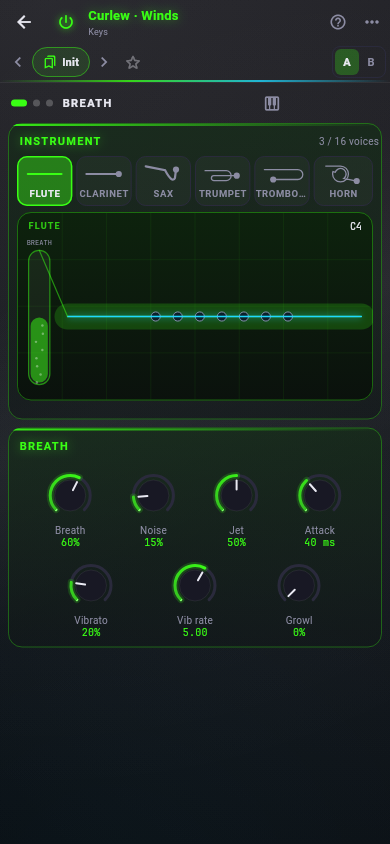 Curlew · Winds
Keys
Init
A
B
BREATH
INSTRUMENT
3 / 16 voices
FLUTE
CLARINET
SAX
TRUMPET
TROMBO…
HORN
FLUTE
C4
BREATH
BREATH
Breath
60%
Noise
15%
Jet
50%
Attack
40 ms
Vibrato
20%
Vib rate
5.00
Growl
0%